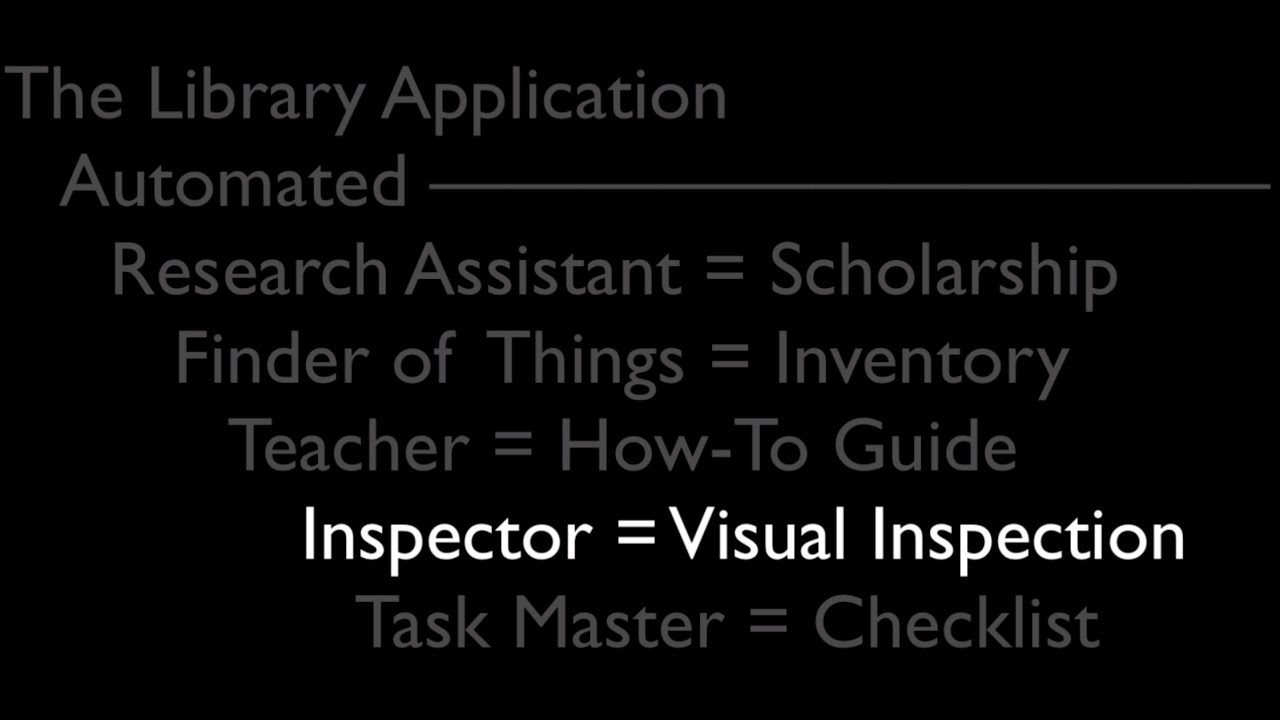 The Library Application
Automated
Research Assistant = Scholarship
Finder of Things = Inventory
Teacher = How-To Guide
Inspector = Visual Inspection
Task Master = Checklist